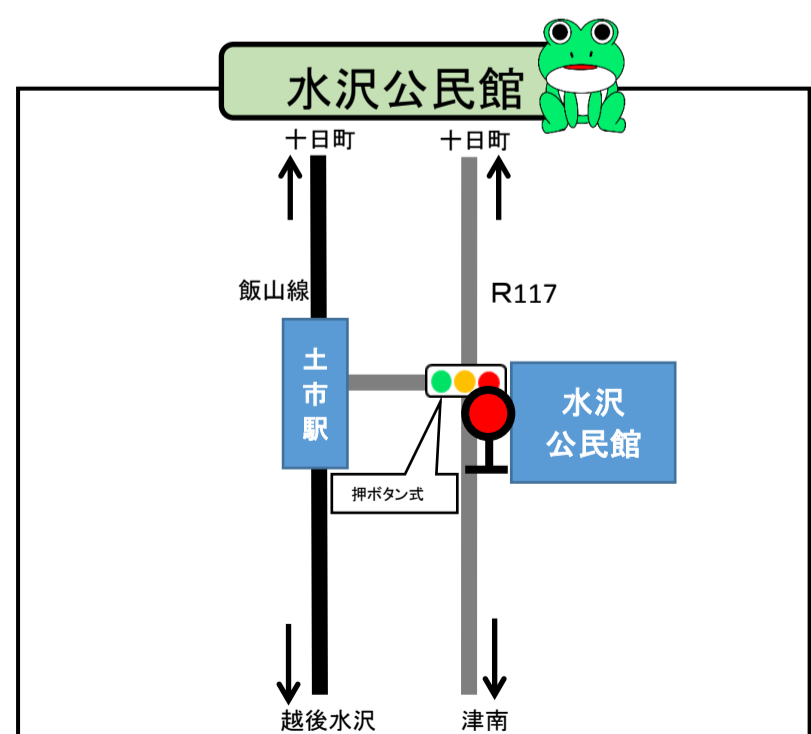 水沢公民館
十日町
十日町
飯山線
R117
土市駅
水沢
公民館
押ボタン式
越後水沢
津南